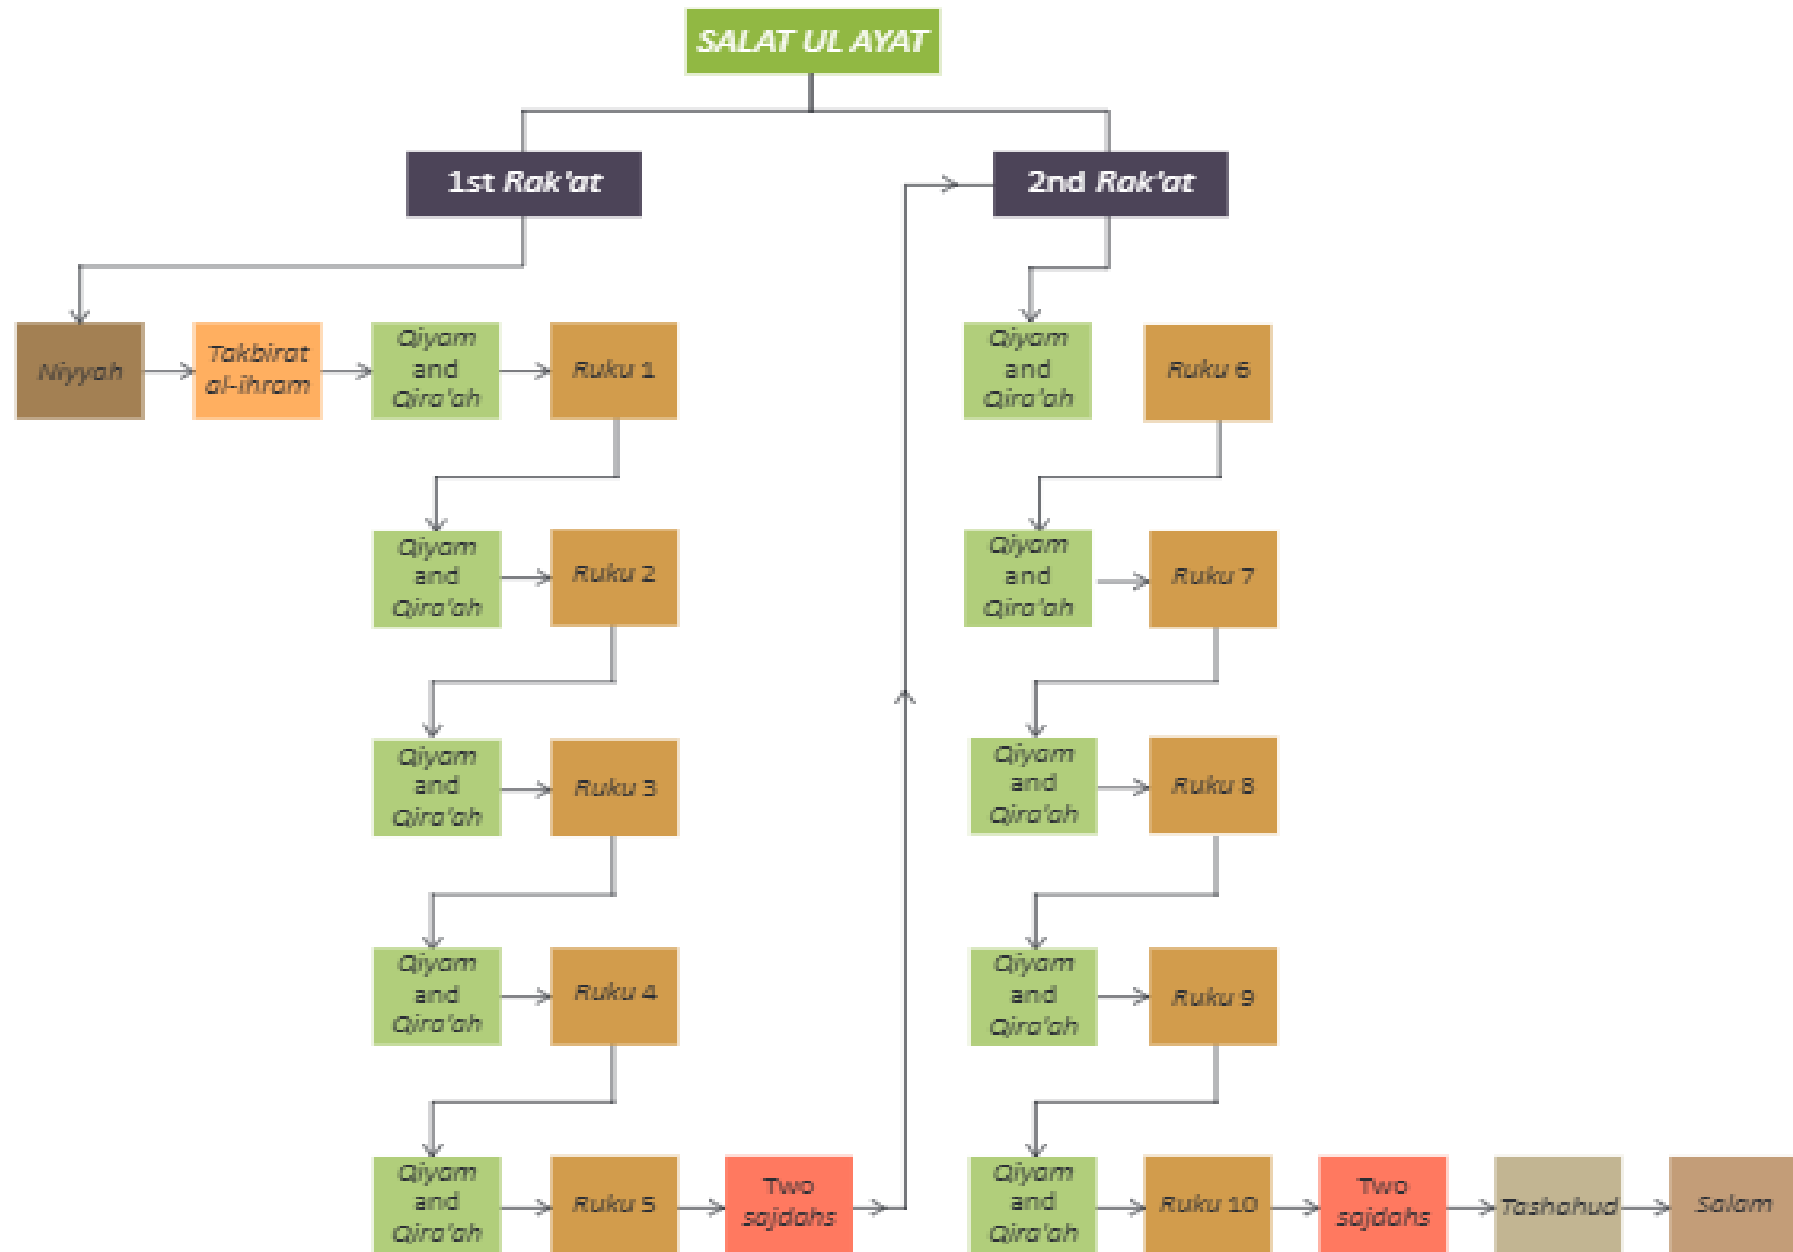 SALAT UL AYAT
1st Rak'at
2nd Rak'at
Niyyah
Takbirat
al-ihram
Qiyam
and
Qira'ah
Ruku 1
Qiyam
and
Qira'ah
Ruku 2
Qiyam
and
Qira'ah
Ruku 3
Qiyam
and
Qira'ah
Ruku 4
Qiyam
and
Qira'ah
Ruku 5
Two
sajdahs
Qiyam
and
Qira'ah
Ruku 6
Qiyam
and
Qira'ah
Ruku 7
Qiyam
and
Qira'ah
Ruku 8
Qiyam
and
Qira'ah
Ruku 9
Qiyam
and
Qira'ah
Ruku 10
Two
sajdahs
Tashahud
Salam